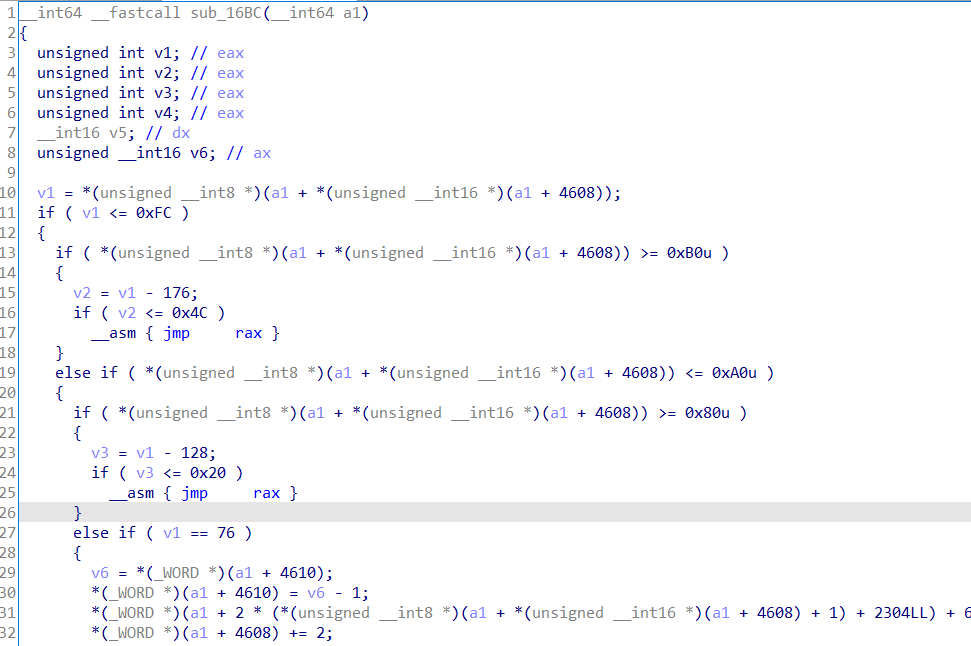 1 __int64 __fastcall sub_16BC(__int64 a1)
2 {
3 unsigned int v1; // eax
4 unsigned int v2; // eax
5 unsigned int v3; // eax
6 unsigned int v4; // eax
7 __int16 v5; // dx
8 unsigned __int16 v6; // ax
9
10 v1 = *(unsigned __int8 *)(a1 + *(unsigned __int16 *)(a1 + 4608));
11 if ( v1 <= 0xFC )
12 {
13 if ( *(unsigned __int8 *)(a1 + *(unsigned __int16 *)(a1 + 4608)) >= 0xB0u )
14 {
15 v2 = v1 - 176;
16 if ( v2 <= 0x4C )
17 __asm { jmp rax }
18 }
19 else if ( *(unsigned __int8 *)(a1 + *(unsigned __int16 *)(a1 + 4608)) <= 0xA0u )
20 {
21 if ( *(unsigned __int8 *)(a1 + *(unsigned __int16 *)(a1 + 4608)) >= 0x80u )
22 {
23 v3 = v1 - 128;
24 if ( v3 <= 0x20 )
25 __asm { jmp rax }
26 }
27 else if ( v1 == 76 )
28 {
29 v6 = *(_WORD *)(a1 + 4610);
30 *(_WORD *)(a1 + 4610) = v6 - 1;
31 *(_WORD *)(a1 + 2 * (*(unsigned __int8 *)(a1 + *(unsigned __int16 *)(a1 + 4608) + 1) + 2304LL) + 6
32 *(_WORD *)(a1 + 4608) += 2;